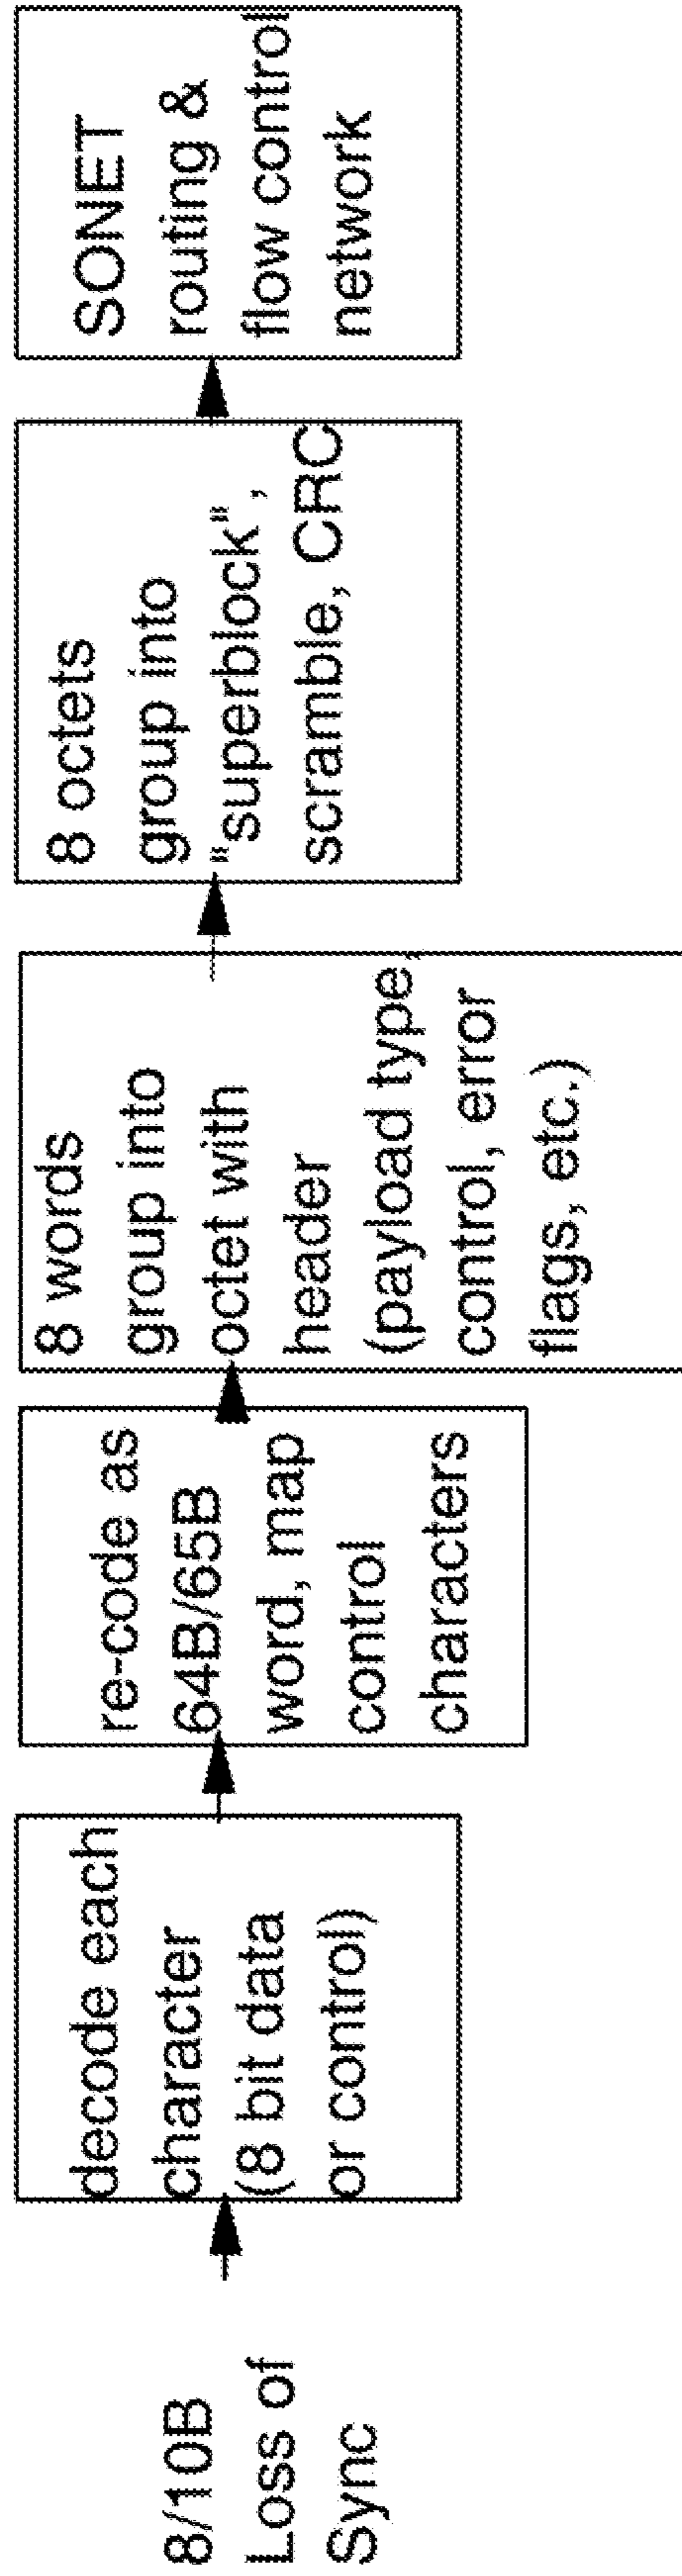 8/10B
Loss of
Sync
decode each
character
(8 bit data
or control)
re-code as
64B/65B
word, map
control
characters
8 words
group into
octet with
header
(payload type,
control, error
flags, etc.)
8 octets
group into
"superblock",
scramble, CRC
SONET
routing &
flow control
network